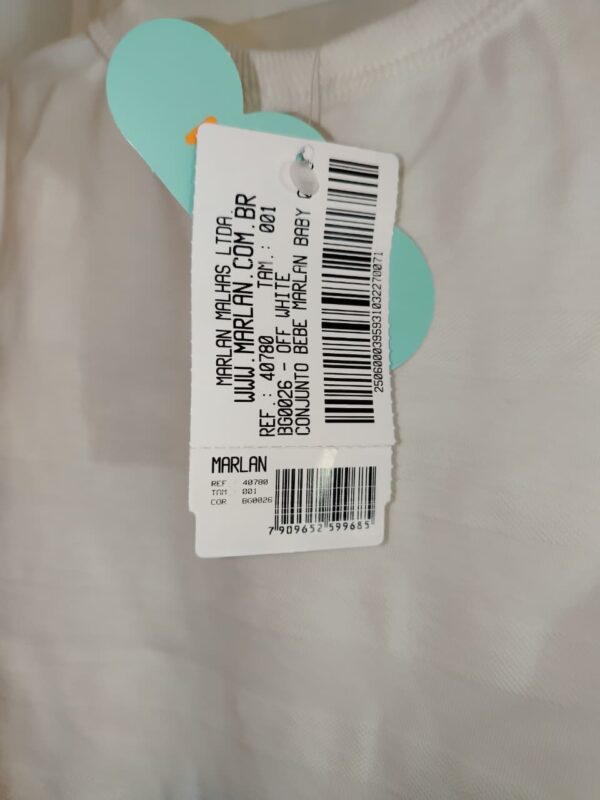 MARLAN MALHAS LTDA.
WWW.MARLAN.COM.BR
REF.: 40780 TAM.: 001
BG0026 - OFF WHITE
CONJUNTO BEBE MARLAN BABY
2506000395931032270071
MARLAN
REF 40780
TAM 001
COR BG0026
7 909652 599685